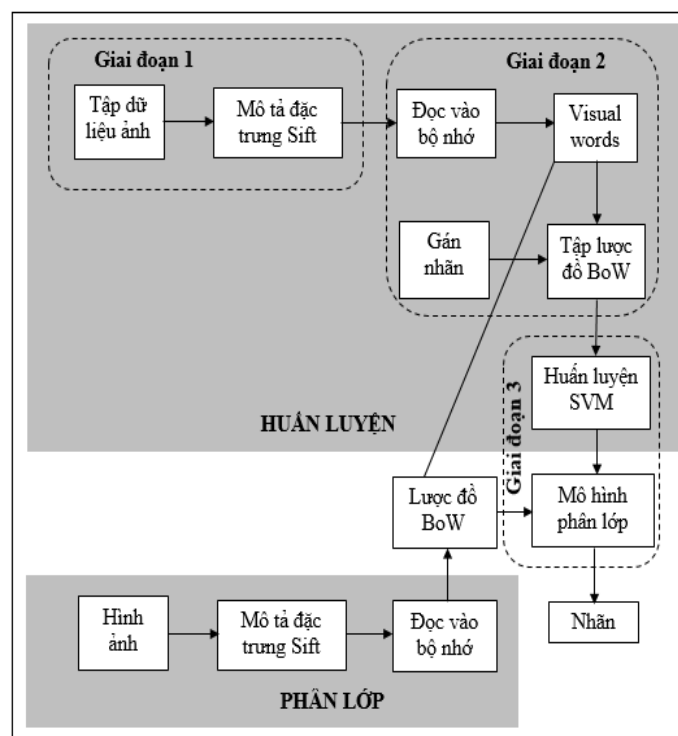 Giai đoạn 1
Giai đoạn 2
Tập dữ
liệu ảnh
Mô tả đặc
trưng Sift
Đọc vào
bộ nhớ
Visual
words
Gán
nhãn
Tập lược
đồ BoW
Huấn luyện
SVM
Giai đoạn 3
HUẤN LUYỆN
Lược đồ
BoW
Mô hình
phân lớp
Hình
ảnh
Mô tả đặc
trưng Sift
Đọc vào
bộ nhớ
Nhãn
PHÂN LỚP